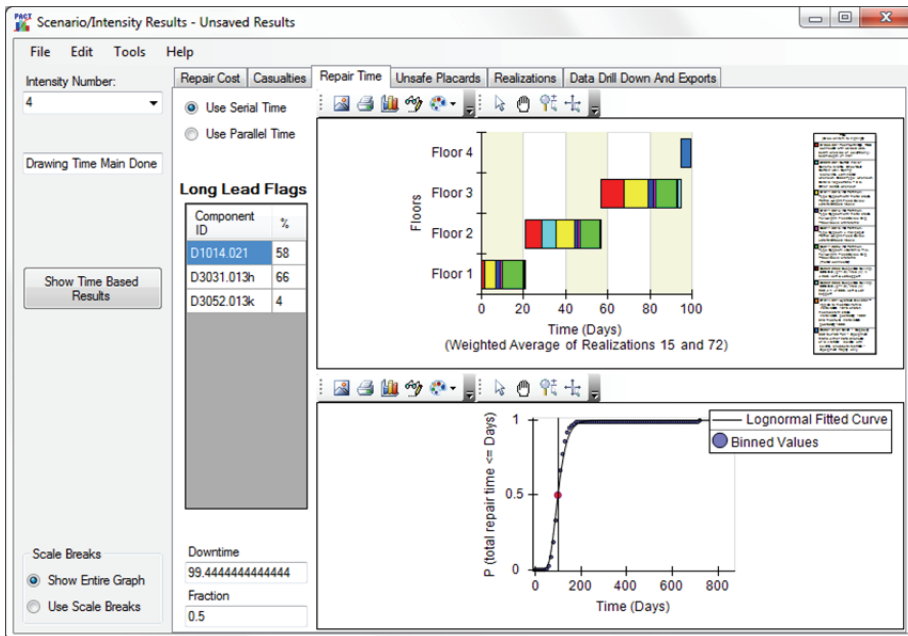 PACT
Scenario/Intensity Results - Unsaved Results
File Edit Tools Help
Intensity Number:
4
Drawing Time Main Done
Show Time Based
Results
Scale Breaks
Show Entire Graph
Use Scale Breaks
Repair Cost Casualties Repair Time Unsafe Placards Realizations Data Drill Down And Exports
Use Serial Time
Use Parallel Time
Long Lead Flags
Component ID %
D1014.021 58
D3031.013h 66
D3052.013k 4
Downtime
99.4444444444444
Fraction
0.5
Floors
Floor 4
Floor 3
Floor 2
Floor 1
0 20 40 60 80 100
Time (Days)
(Weighted Average of Realizations 15 and 72)
P (total repair time <= Days)
1
0.5
0
0 200 400 600 800
Time (Days)
Lognormal Fitted Curve
Binned Values